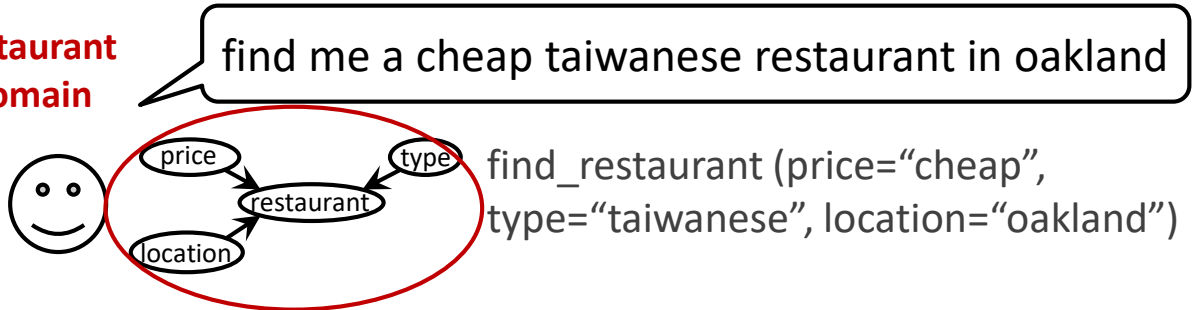 taurant
main
find me a cheap taiwanese restaurant in oakland
price
type
restaurant
location
find_restaurant (price=“cheap”,
type=“taiwanese”, location=“oakland”)